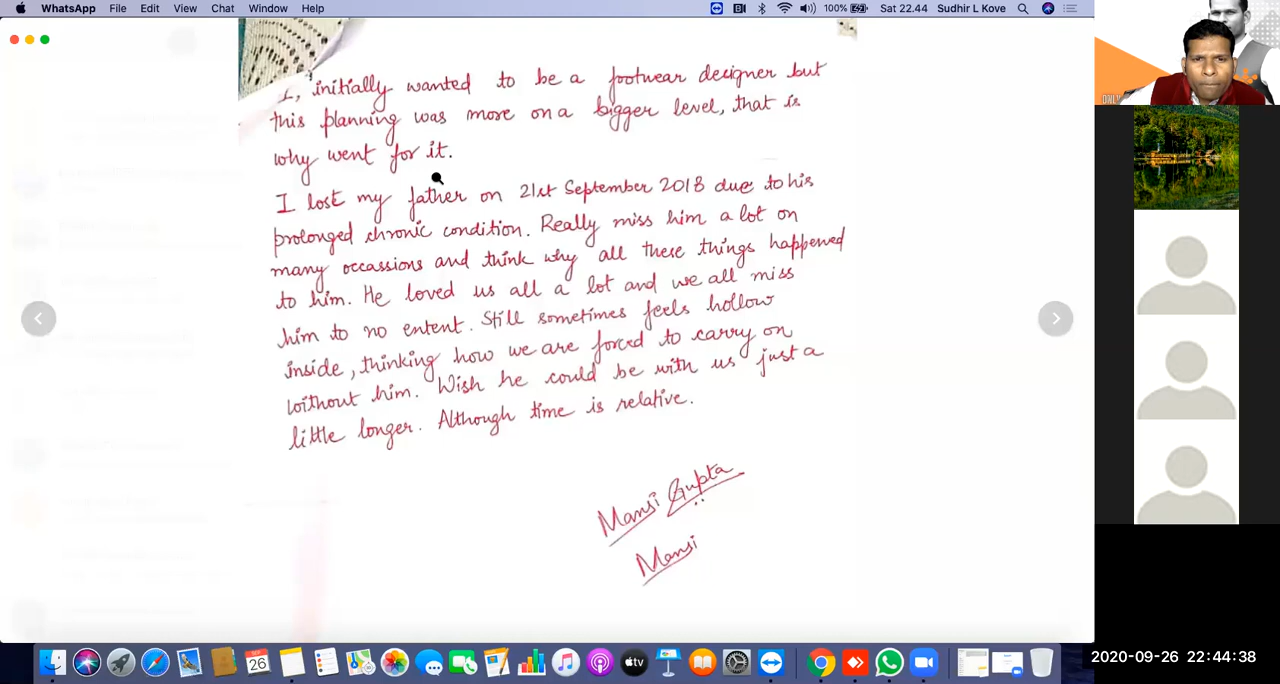 WhatsApp File Edit View Chat Window Help
100% Sat 22.44 Sudhir L Kove
I, initially wanted to be a footwear designer but
this planning was more on a bigger level, that is
why went for it.
I lost my father on 21st September 2018 due to his
prolonged chronic condition. Really miss him a lot on
many occassions and think why all these things happened
to him. He loved us all a lot and we all miss
him to no entent. Still sometimes feels hollow
inside, thinking how we are forced to carry on
without him. Wish he could be with us just a
little longer. Although time is relative.
Mansi Gupta
Mansi
SEP
26
tv
2020-09-26 22:44:38